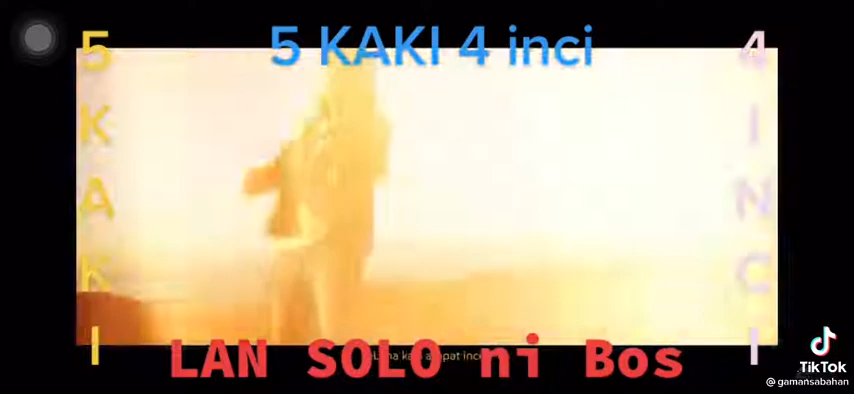 5 KAKI 4 inci
5
K
A
K
I
4
I
N
C
I
LAN SOLO ni Bos
TikTok
@gamansabahan